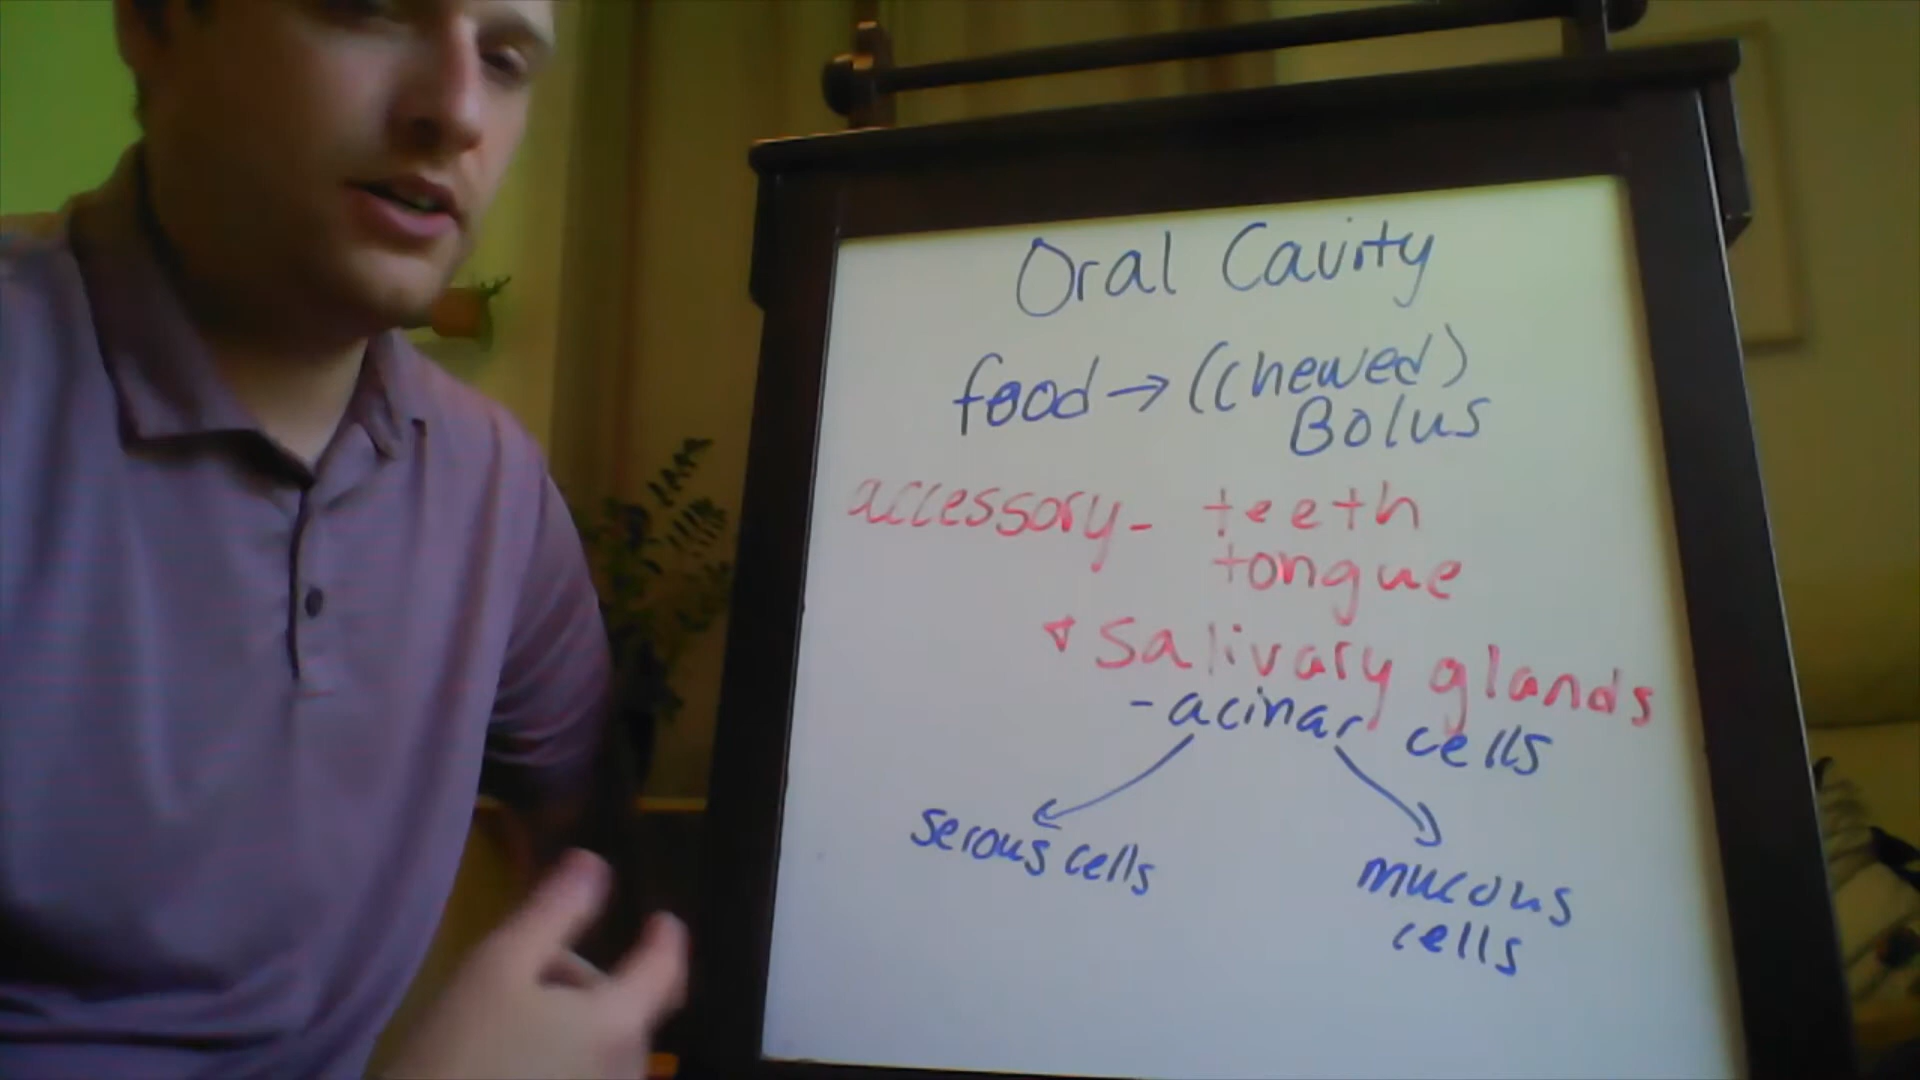 Oral Cavity
food → (chewed)
Bolus
accessory - teeth
tongue
salivary glands
- acinar cells
serous cells
mucous
cells